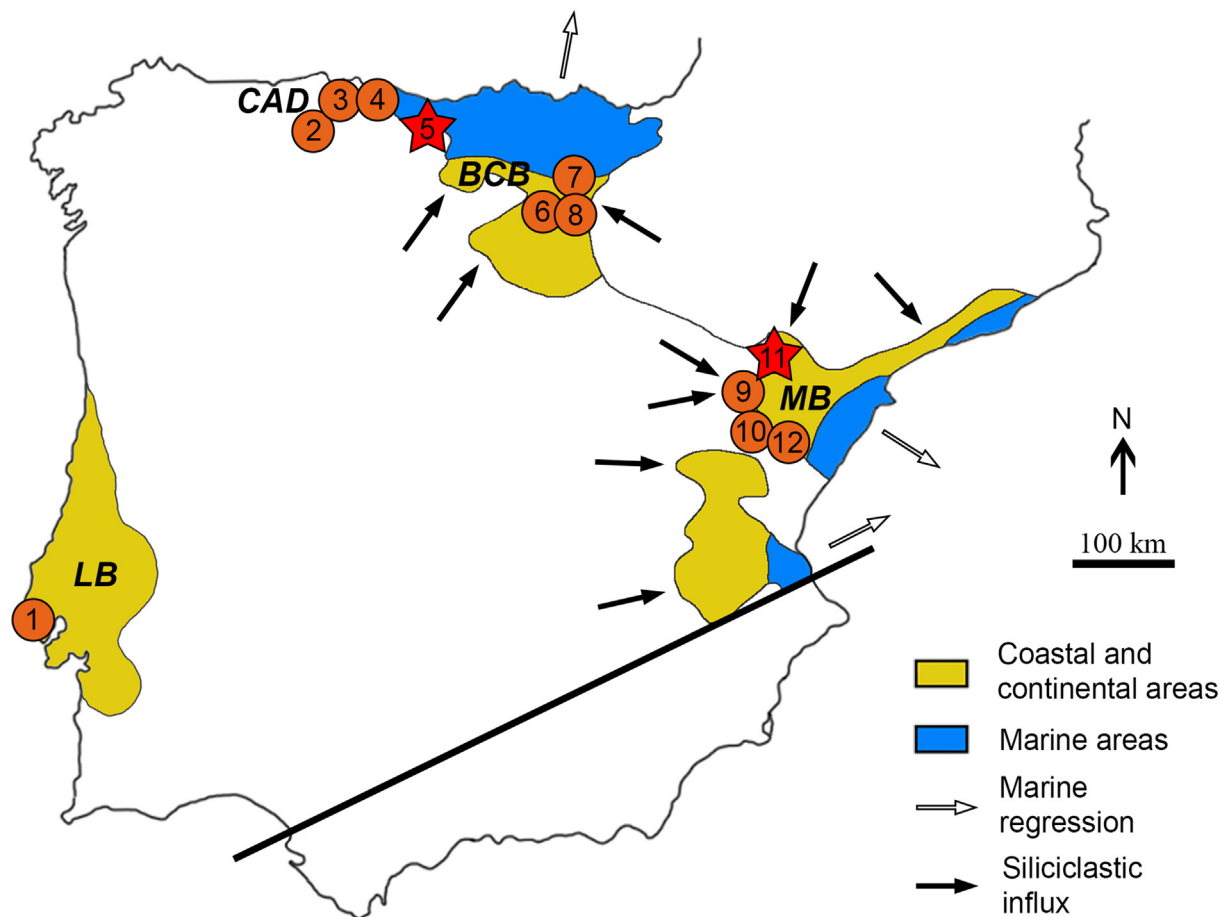 CAD
3
4
2
5
BCB
7
6
8
11
9
MB
10
12
N
100 km
LB
1
Coastal and
continental areas
Marine areas
Marine
regression
Siliciclastic
influx